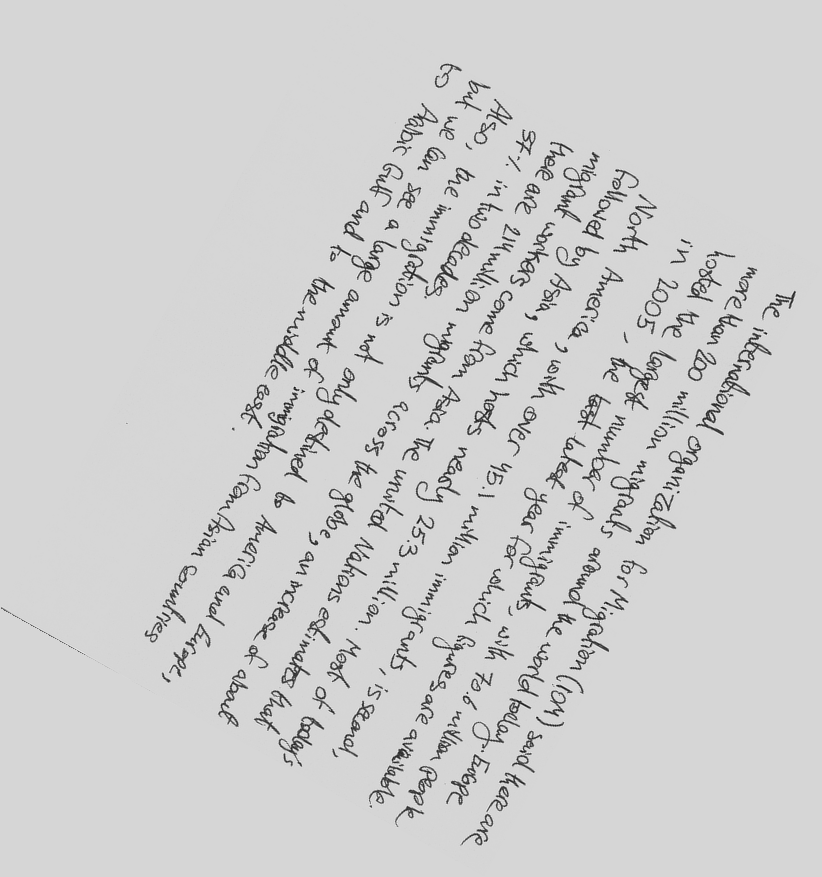 The international organization for Migration (IOM) said there are
more than 200 million migrants around the world today. Europe
hosted the largest number of immigrants, with 70.6 million people
in 2005, the latest year for which figures are available.
North America, with over 45.1 million immigrants, is second,
followed by Asia, which hosts nearly 25.3 million. Most of today's
migrant workers come from Asia. The united Nations estimates that
there are 214 million migrants across the globe, an increase of about
37% in two decades.
Also, the immigration is not only destined to America and Europe,
but we can see a large amount of immigration from Asian countries
to Arabic Gulf and to the middle east.